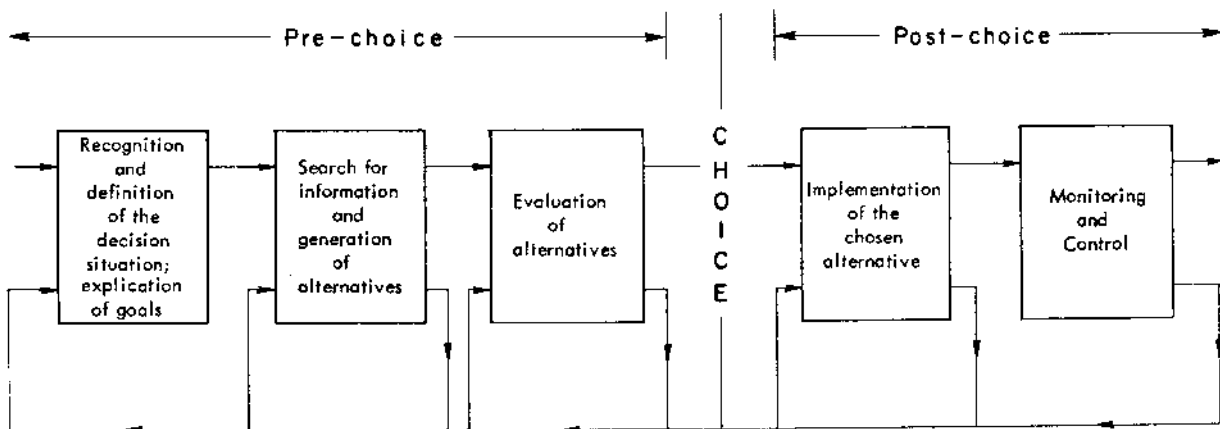 Pre-choice
Post-choice
Recognition
and
definition
of the
decision
situation;
explication
of goals
Search for
information
and
generation
of
alternatives
Evaluation
of
alternatives
CHOICE
Implementation
of the
chosen
alternative
Monitoring
and
Control